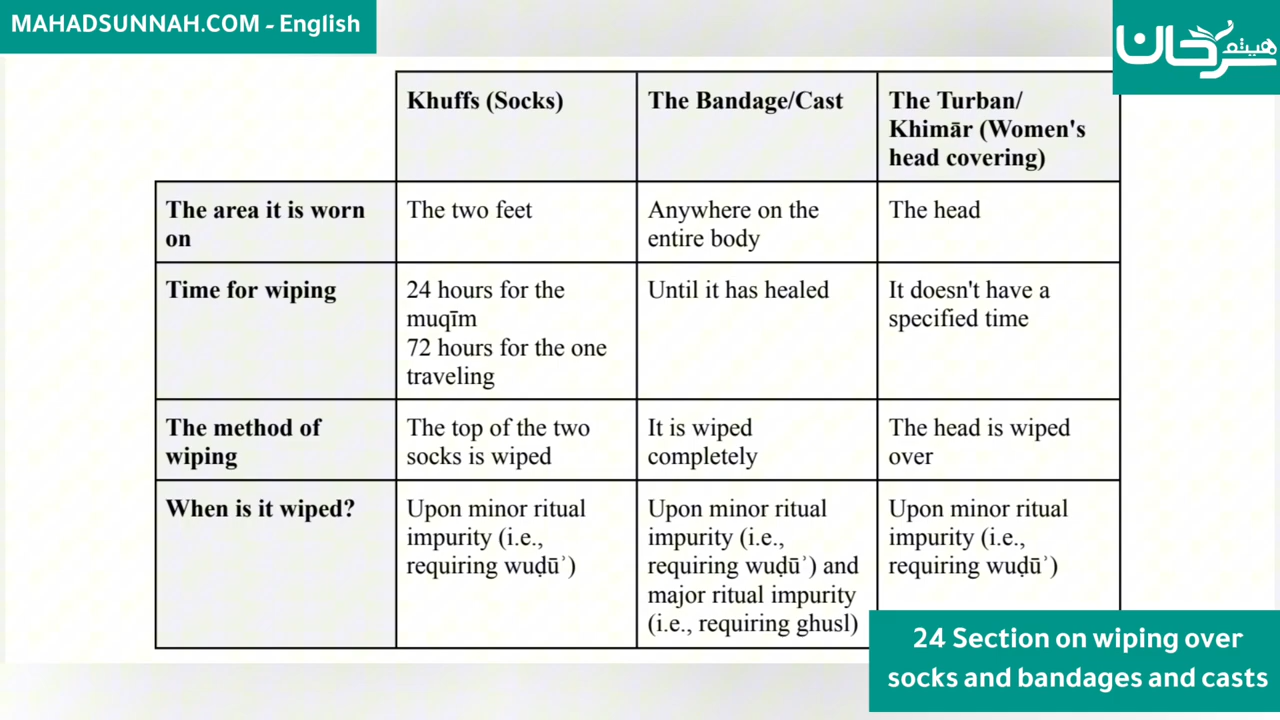 MAHADSUNNAH.COM - English
هيتمي
سرحان
Khuffs (Socks)
The Bandage/Cast
The Turban/
Khimār (Women's
head covering)
The area it is worn
on
The two feet
Anywhere on the
entire body
The head
Time for wiping
24 hours for the
muqīm
72 hours for the one
traveling
Until it has healed
It doesn't have a
specified time
The method of
wiping
The top of the two
socks is wiped
It is wiped
completely
The head is wiped
over
When is it wiped?
Upon minor ritual
impurity (i.e.,
requiring wuḍūʾ)
Upon minor ritual
impurity (i.e.,
requiring wuḍūʾ) and
major ritual impurity
(i.e., requiring ghusl)
Upon minor ritual
impurity (i.e.,
requiring wuḍūʾ)
24 Section on wiping over
socks and bandages and casts